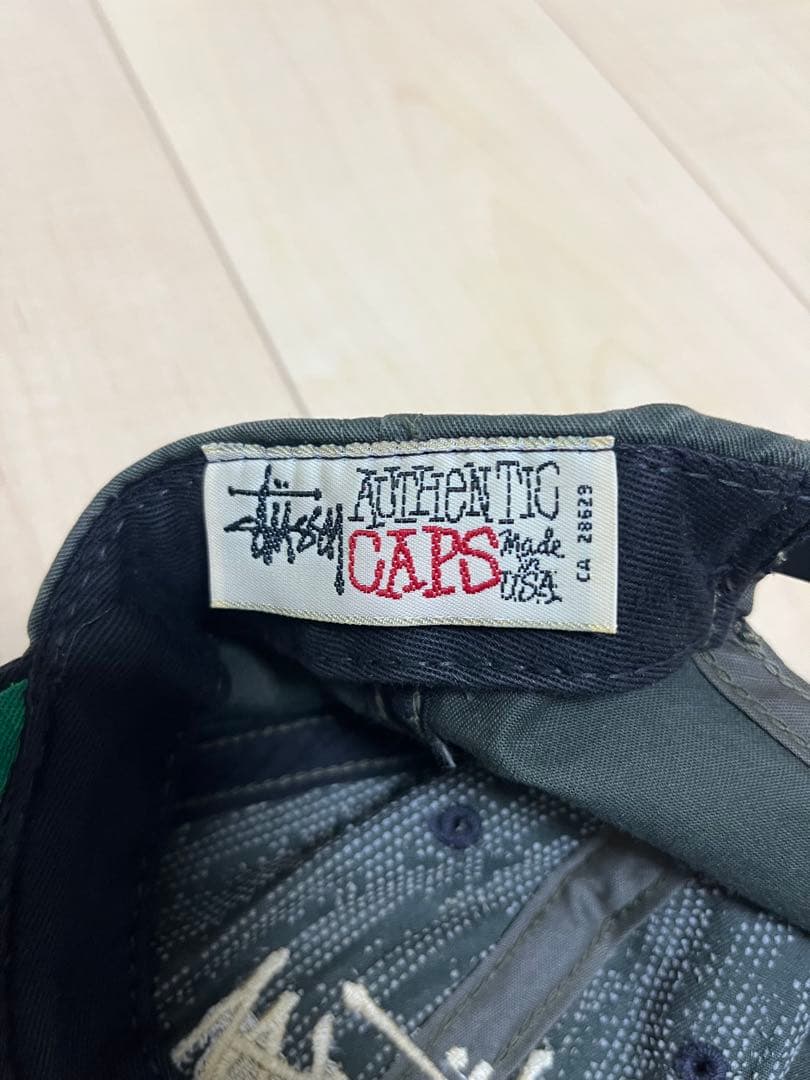 Stüssy
AUTHENTIC
CAPS
Made
in
U.S.A.
CA 28629